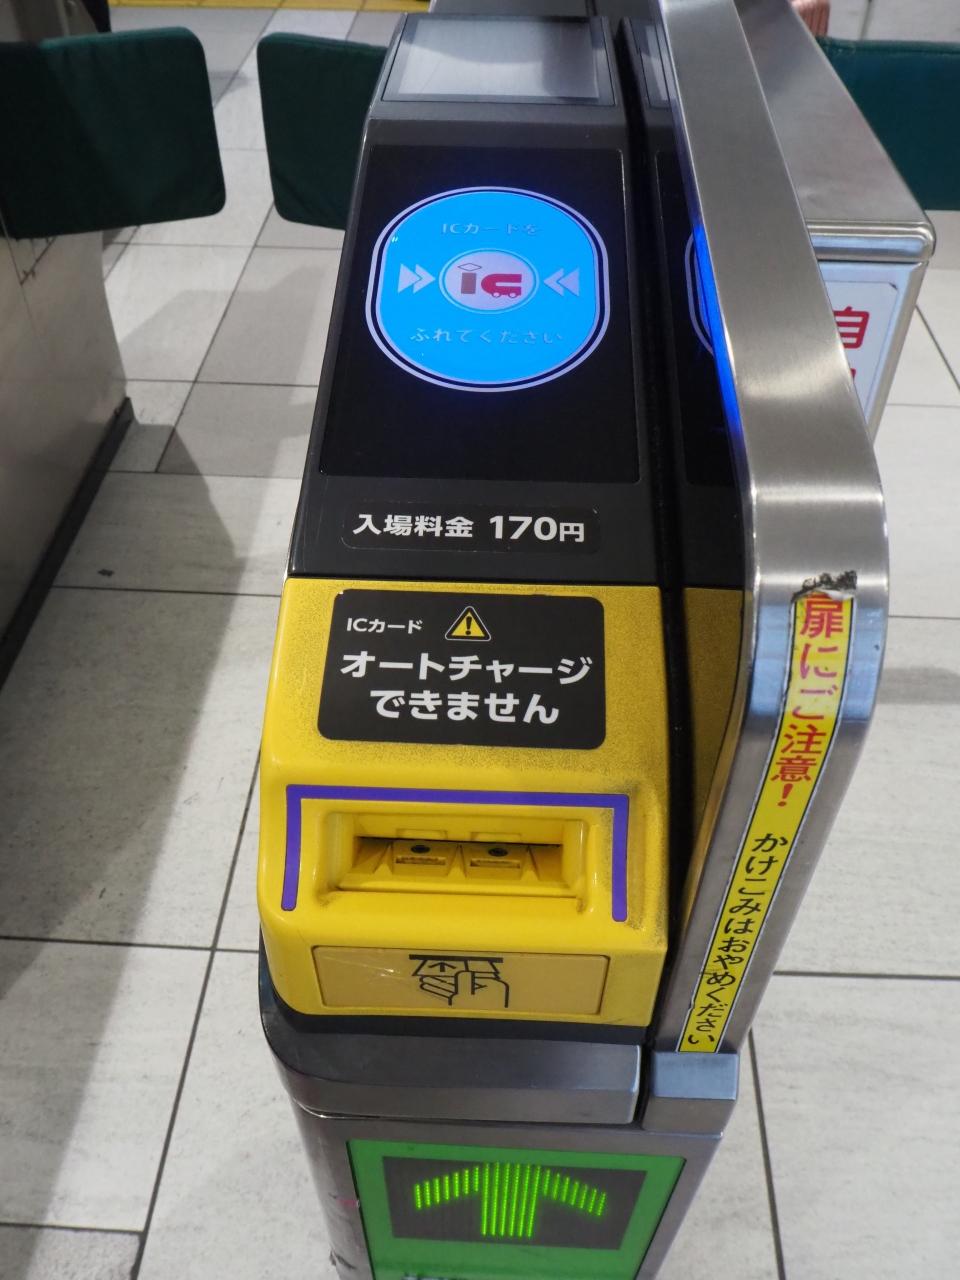 ICカードを
ic
ふれてください
入場料金 170円
ICカード
オートチャージ
できません
扉にご注意！ かけこみはおやめください
自